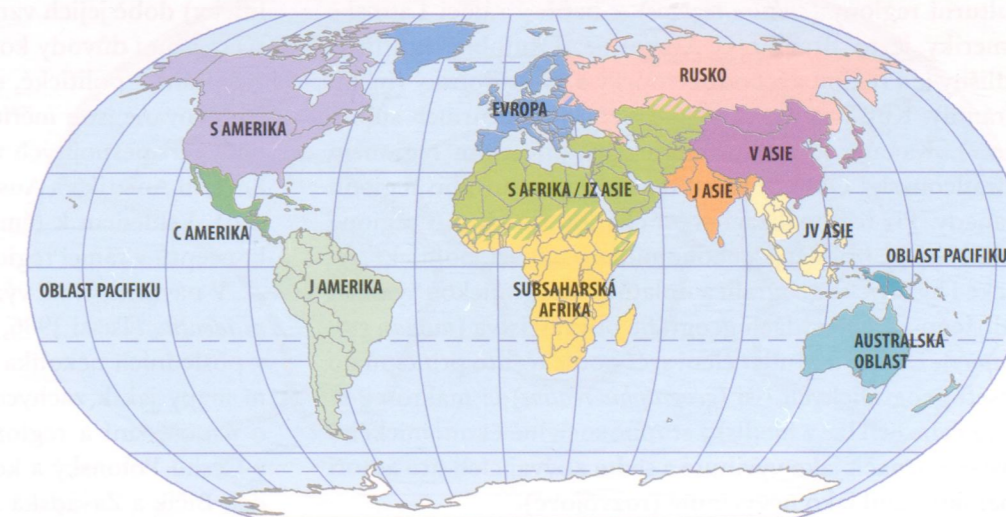 RUSKO
EVROPA
S AMERIKA
V ASIE
S AFRIKA / JZ ASIE
J ASIE
C AMERIKA
JV ASIE
OBLAST PACIFIKU
J AMERIKA
SUBSAHARSKÁ
AFRIKA
OBLAST PACIFIKU
AUSTRALSKÁ
OBLAST